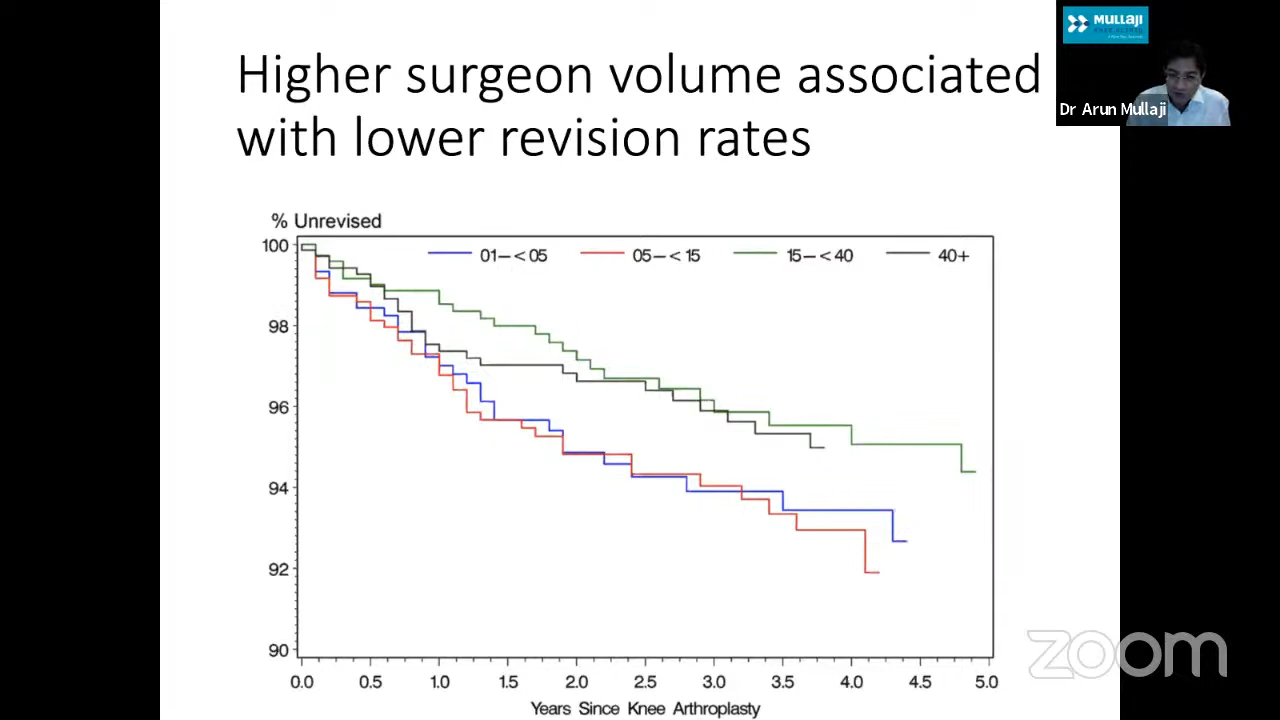 Higher surgeon volume associated
with lower revision rates
MULLAJI
Dr Arun Mullaji
% Unrevised
01–<05 05–<15 15–<40 40+
100
98
96
94
92
90
0.0 0.5 1.0 1.5 2.0 2.5 3.0 3.5 4.0 4.5 5.0
Years Since Knee Arthroplasty
zoom